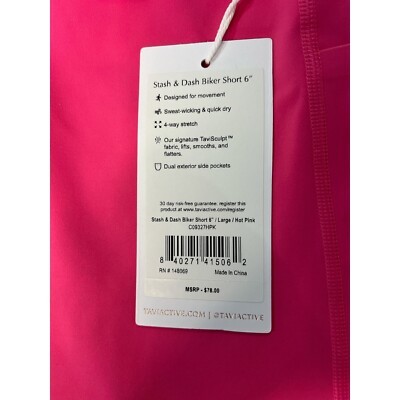 Stash & Dash Biker Short 6"
Designed for movement
Sweat-wicking & quick dry
4-way stretch
Our signature TaviSculpt™
fabric, lifts, smooths, and
flatters.
Dual exterior side pockets
30 day risk-free guarantee: register this
product at www.taviactive.com/register
Stash & Dash Biker Short 6" / Large / Hot Pink
C09327HPK
8 40271 41506 2
RN # 148069
Made In China
MSRP - $78.00
TAVIACTIVE.COM | @TAVIACTIVE